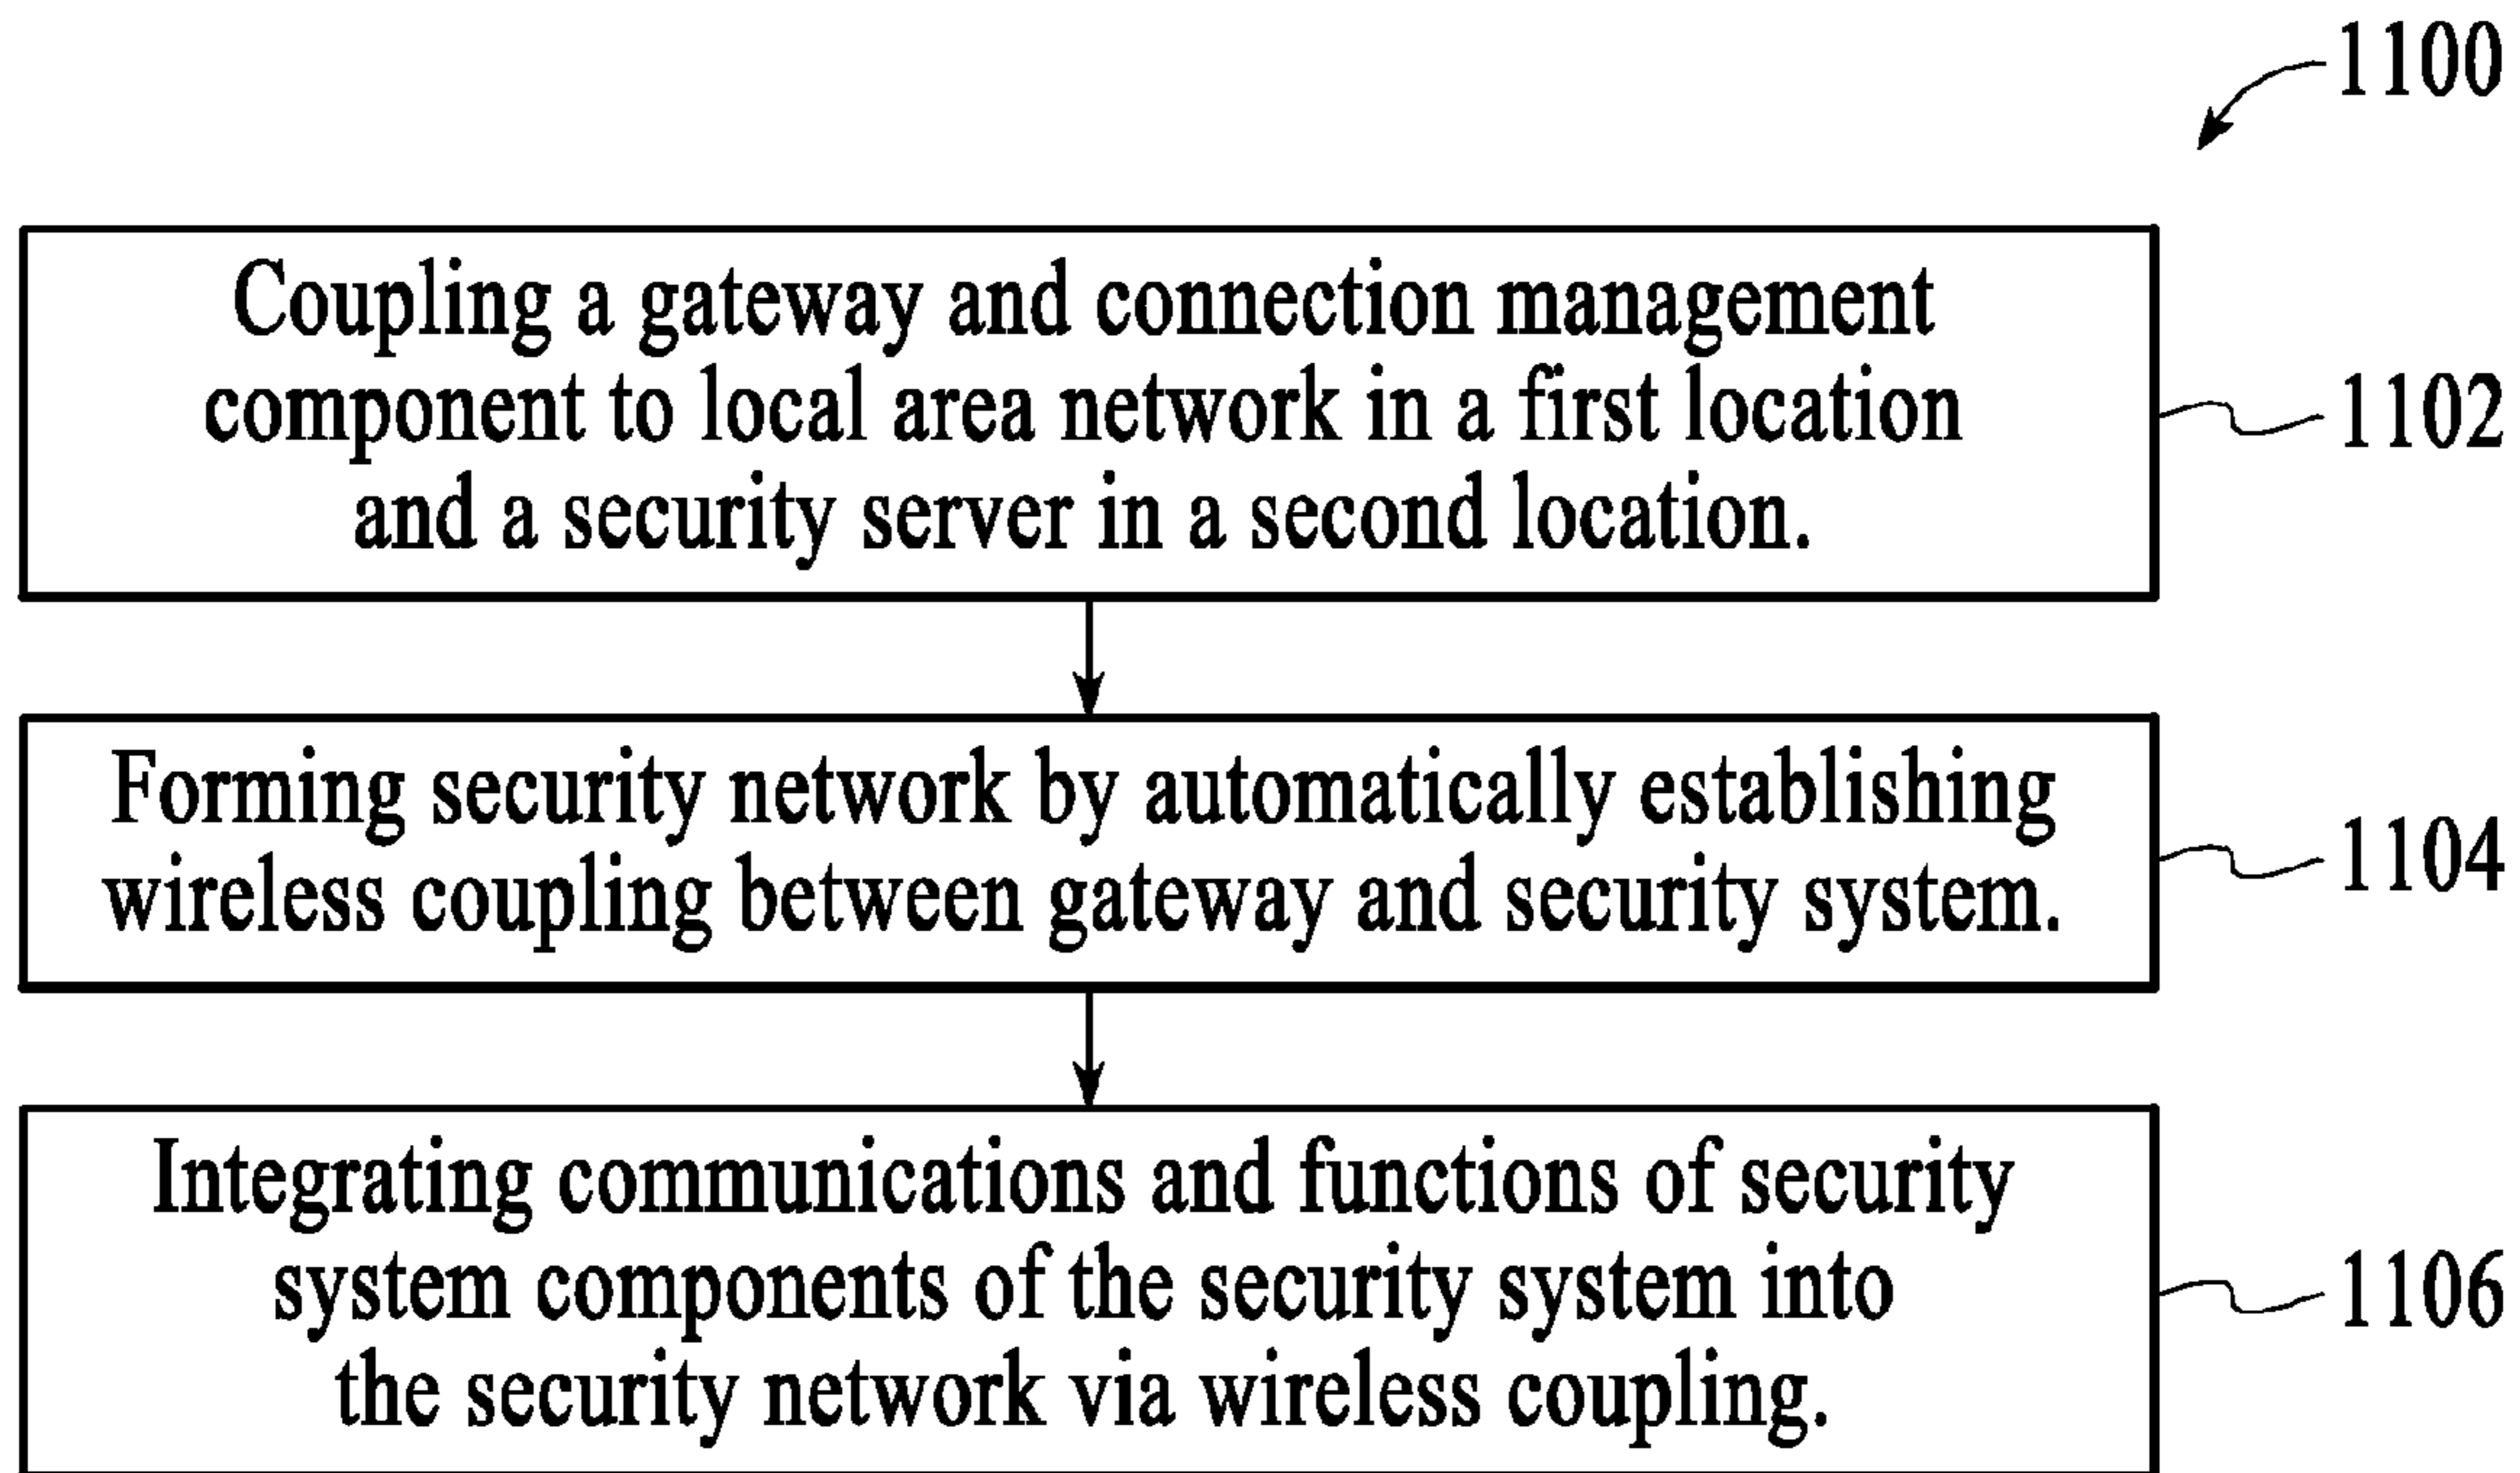 1100
Coupling a gateway and connection management
component to local area network in a first location
and a security server in a second location.
1102
Forming security network by automatically establishing
wireless coupling between gateway and security system.
1104
Integrating communications and functions of security
system components of the security system into
the security network via wireless coupling.
1106